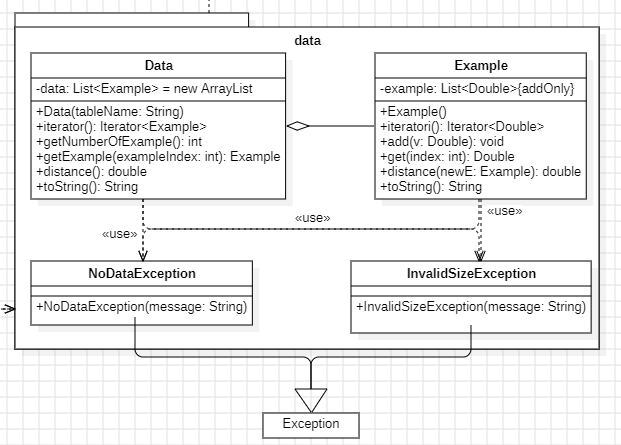 data
Data
-data: List<Example> = new ArrayList
+Data(tableName: String)
+iterator(): Iterator<Example>
+getNumberOfExample(): int
+getExample(exampleIndex: int): Example
+distance(): double
+toString(): String
Example
-example: List<Double>{addOnly}
+Example()
+iteratori(): Iterator<Double>
+add(v: Double): void
+get(index: int): Double
+distance(newE: Example): double
+toString(): String
«use»
«use»
«use»
NoDataException
+NoDataException(message: String)
InvalidSizeException
+InvalidSizeException(message: String)
Exception